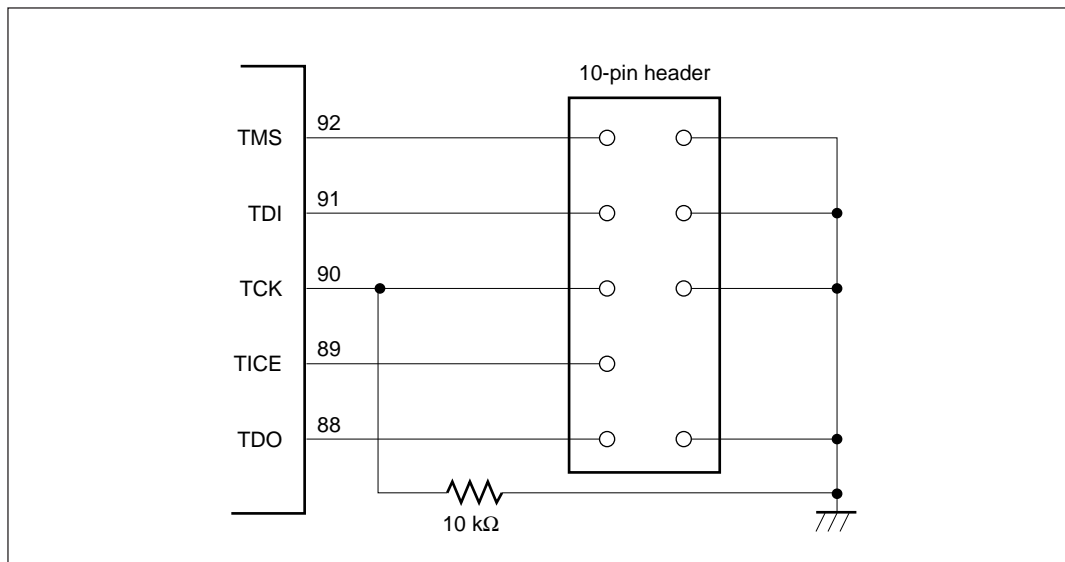 10-pin header
TMS 92
TDI 91
TCK 90
TICE 89
TDO 88
10 kΩ